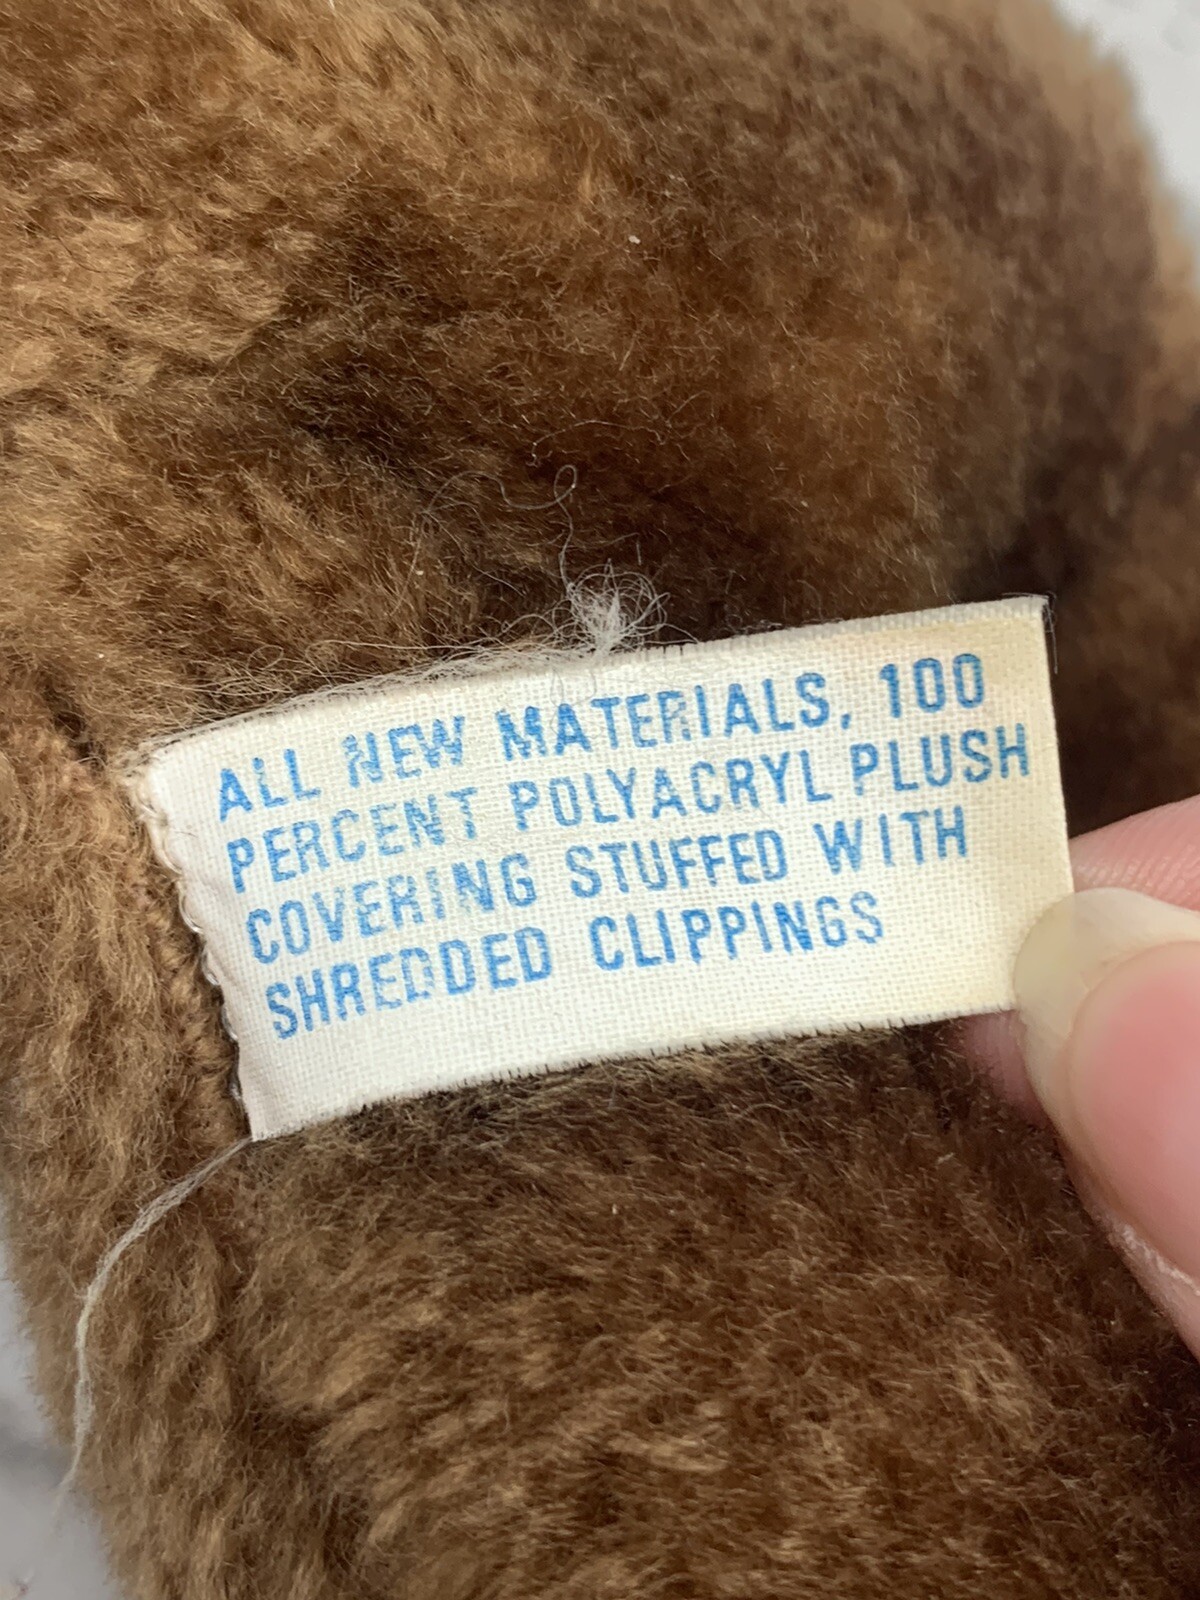 ALL NEW MATERIALS, 100
PERCENT POLYACRYL PLUSH
COVERING STUFFED WITH
SHREDDED CLIPPINGS